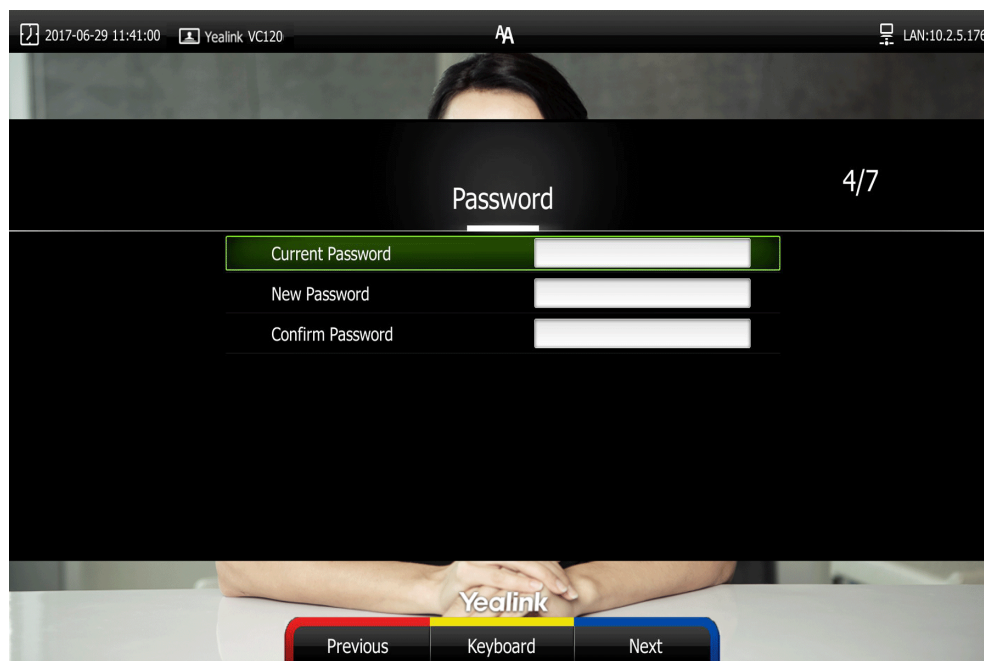 2017-06-29 11:41:00 Yealink VC120 AA LAN:10.2.5.176
4/7
Password
Current Password
New Password
Confirm Password
Yealink
Previous Keyboard Next